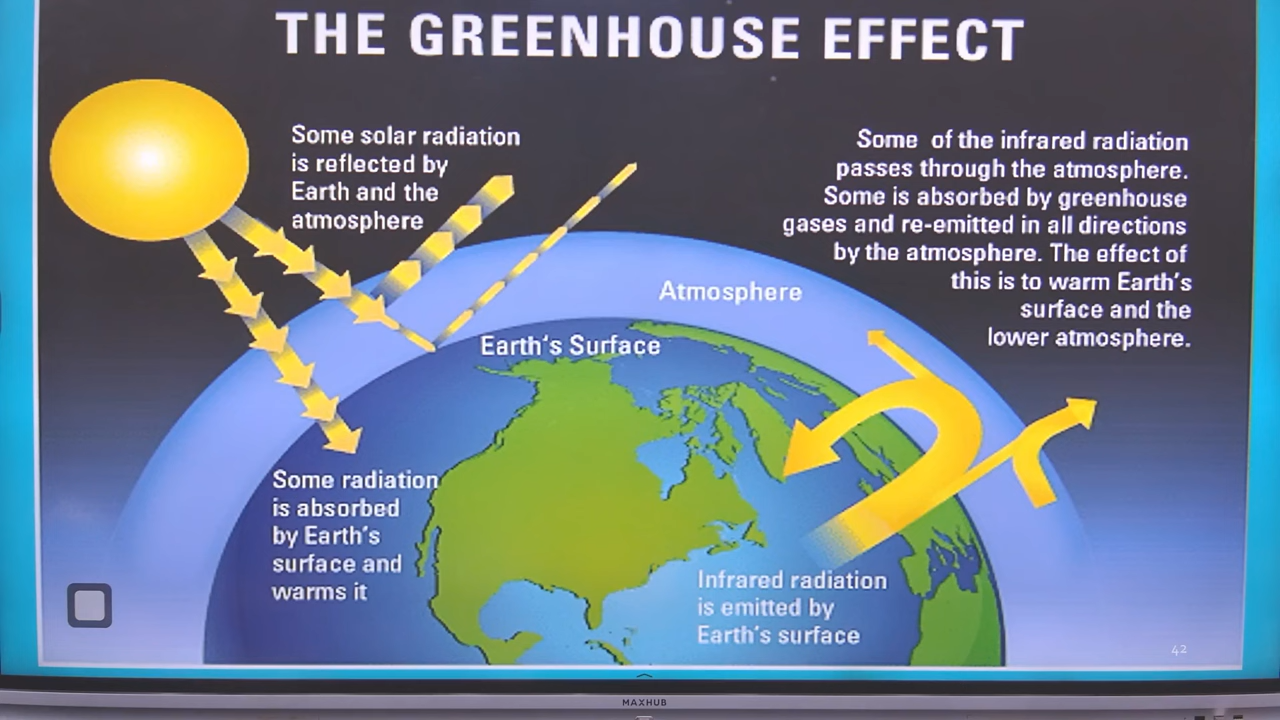 THE GREENHOUSE EFFECT
Some solar radiation
is reflected by
Earth and the
atmosphere
Some of the infrared radiation
passes through the atmosphere.
Some is absorbed by greenhouse
gases and re-emitted in all directions
by the atmosphere. The effect of
this is to warm Earth's
surface and the
lower atmosphere.
Atmosphere
Earth's Surface
Some radiation
is absorbed
by Earth's
surface and
warms it
Infrared radiation
is emitted by
Earth's surface
42
MAXHUB